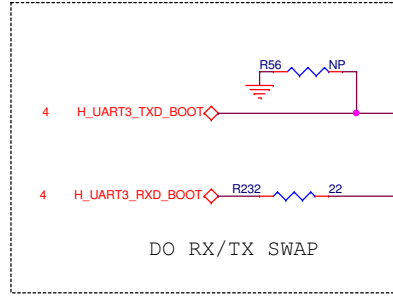 R56 NP
4 H_UART3_TXD_BOOT
4 H_UART3_RXD_BOOT R232 22
DO RX/TX SWAP